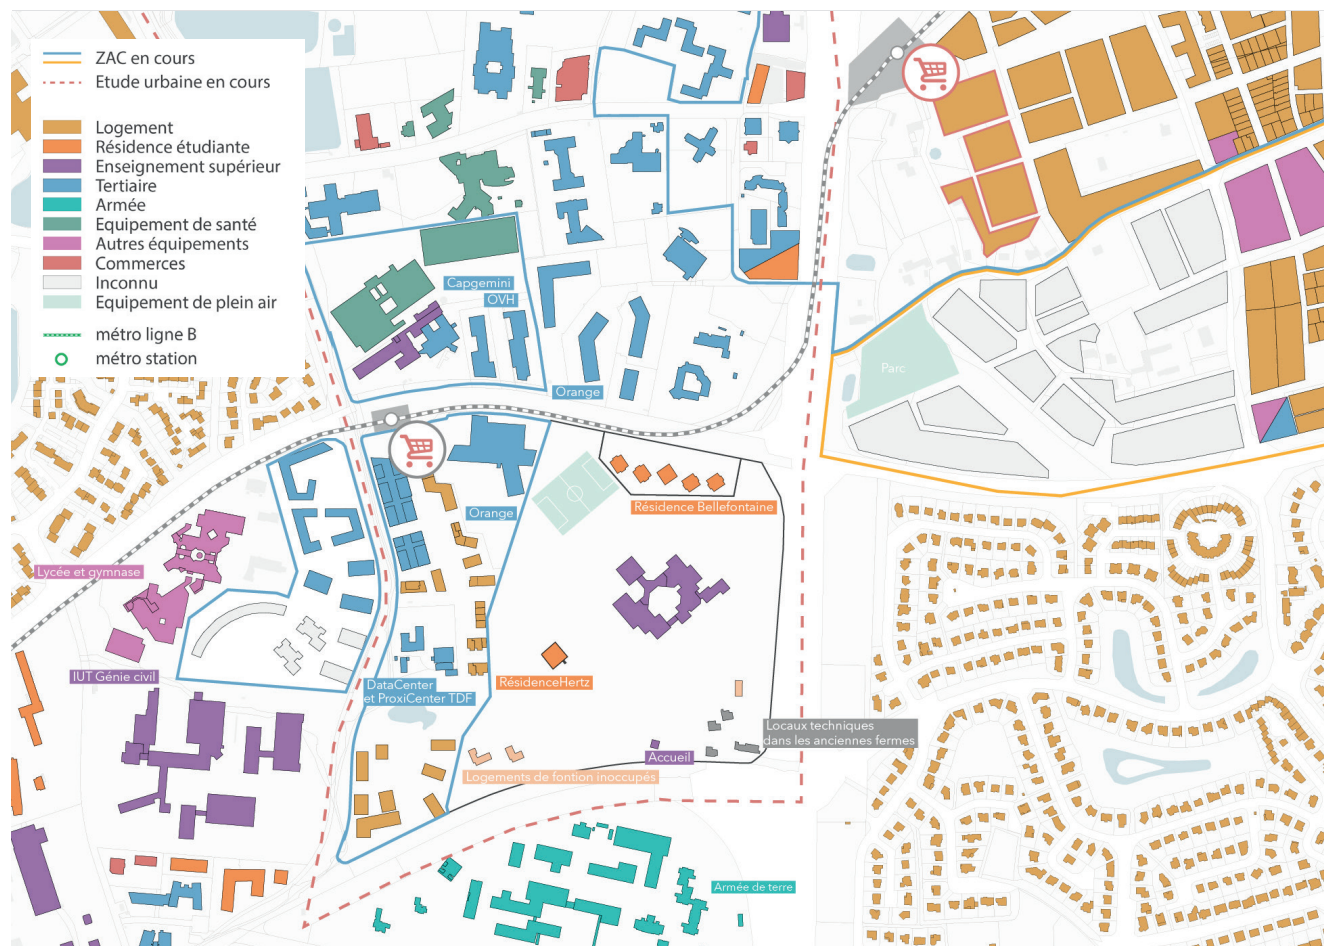 ZAC en cours
Etude urbaine en cours
Logement
Résidence étudiante
Enseignement supérieur
Tertiaire
Armée
Equipement de santé
Autres équipements
Commerces
Inconnu
Equipement de plein air
métro ligne B
métro station
Capgemini
OVH
Orange
Parc
Orange
Résidence Bellefontaine
Lycée et gymnase
IUT Génie civil
DataCenter
et ProxiCenter TDF
RésidenceHertz
Locaux techniques
dans les anciennes fermes
Accueil
Logements de fontion inoccupés
Armée de terre